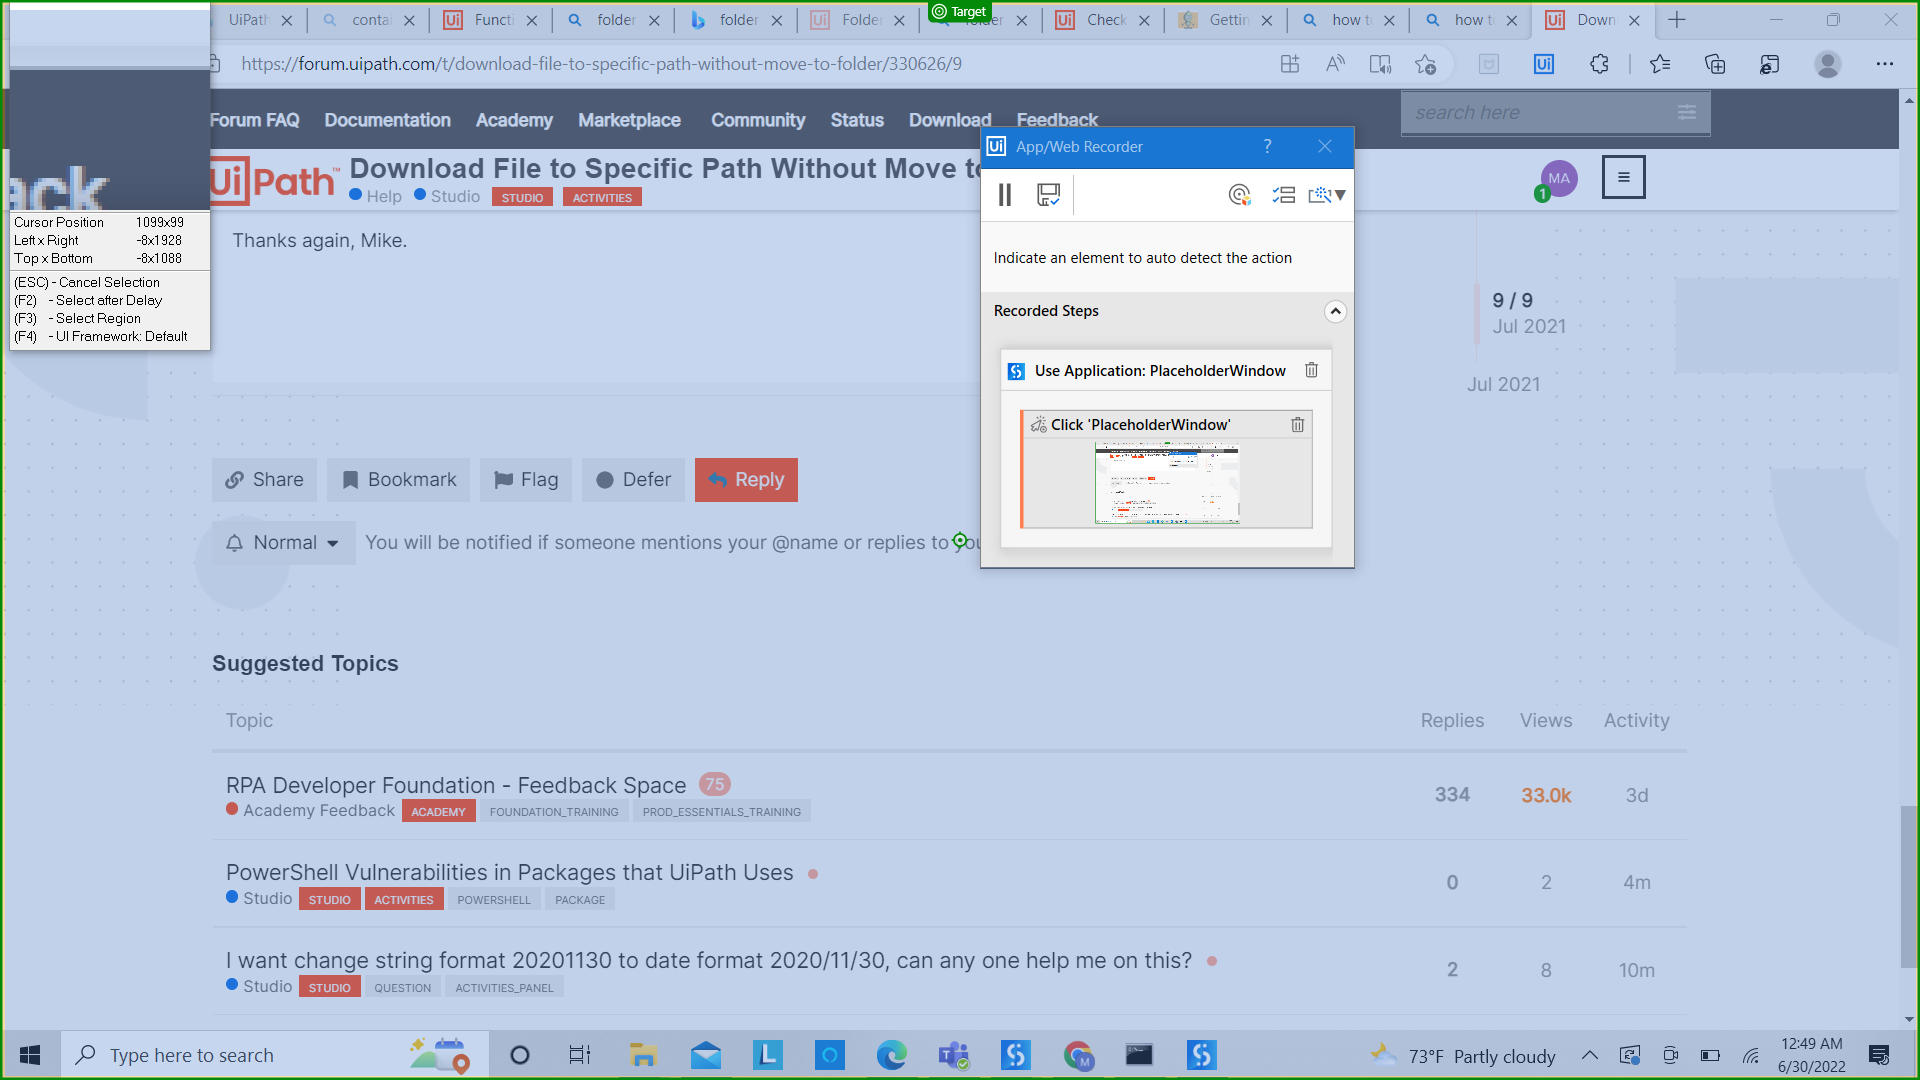 UiPath
conta
Functi
folder
folder
Folder
folder
Check
Gettin
how t
how t
Down
Target
https://forum.uipath.com/t/download-file-to-specific-path-without-move-to-folder/330626/9
Forum FAQ
Documentation
Academy
Marketplace
Community
Status
Download
Feedback
search here
ack
Cursor Position 1099x99
Left x Right -8x1928
Top x Bottom -8x1088
(ESC) - Cancel Selection
(F2) - Select after Delay
(F3) - Select Region
(F4) - UI Framework: Default
UiPath™
Download File to Specific Path Without Move to
Help Studio STUDIO ACTIVITIES
MA
1
Thanks again, Mike.
Ui App/Web Recorder ?
Indicate an element to auto detect the action
Recorded Steps
Use Application: PlaceholderWindow
Click 'PlaceholderWindow'
9 / 9
Jul 2021
Jul 2021
Share
Bookmark
Flag
Defer
Reply
Normal
You will be notified if someone mentions your @name or replies to you
Suggested Topics
Topic Replies Views Activity
RPA Developer Foundation - Feedback Space 75
Academy Feedback ACADEMY FOUNDATION_TRAINING PROD_ESSENTIALS_TRAINING
334 33.0k 3d
PowerShell Vulnerabilities in Packages that UiPath Uses
Studio STUDIO ACTIVITIES POWERSHELL PACKAGE
0 2 4m
I want change string format 20201130 to date format 2020/11/30, can any one help me on this?
Studio STUDIO QUESTION ACTIVITIES_PANEL
2 8 10m
Type here to search
73°F Partly cloudy
12:49 AM
6/30/2022